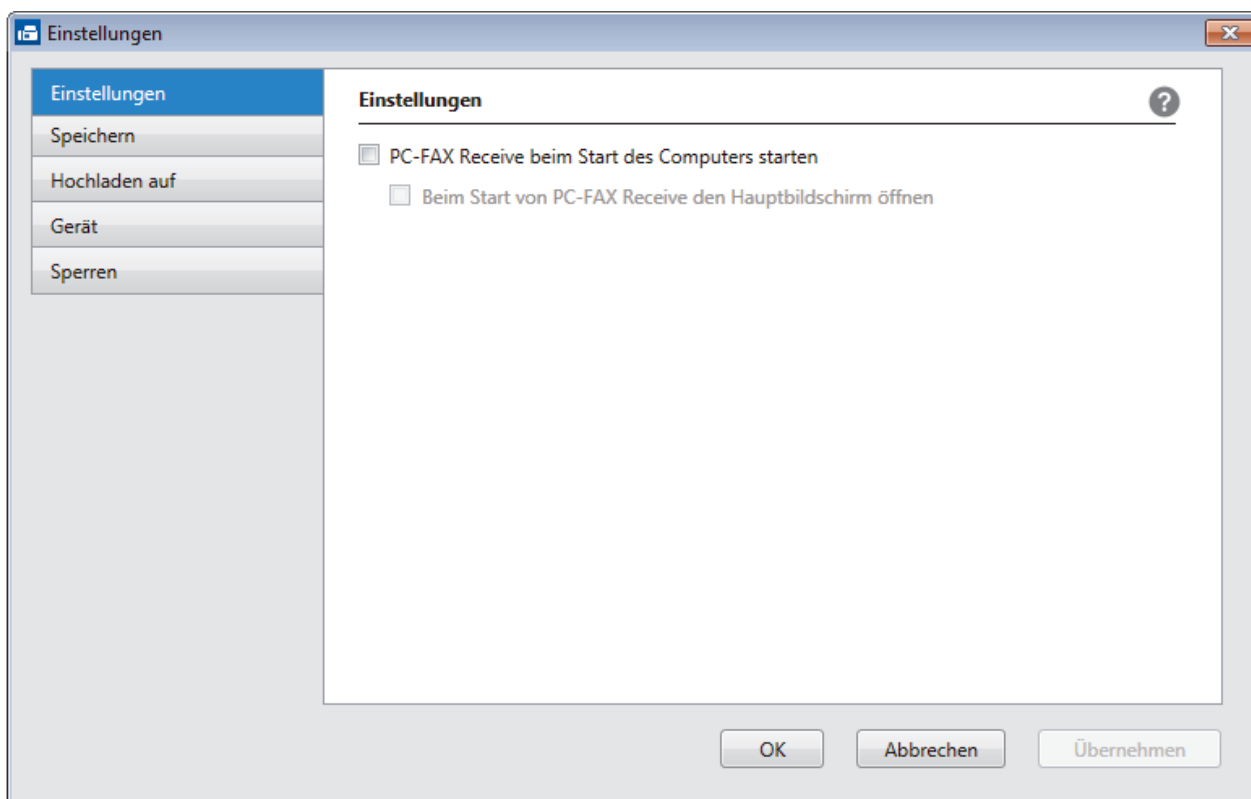 Einstellungen
Einstellungen
Speichern
Hochladen auf
Gerät
Sperren
Einstellungen
?
PC-FAX Receive beim Start des Computers starten
Beim Start von PC-FAX Receive den Hauptbildschirm öffnen
OK
Abbrechen
Übernehmen